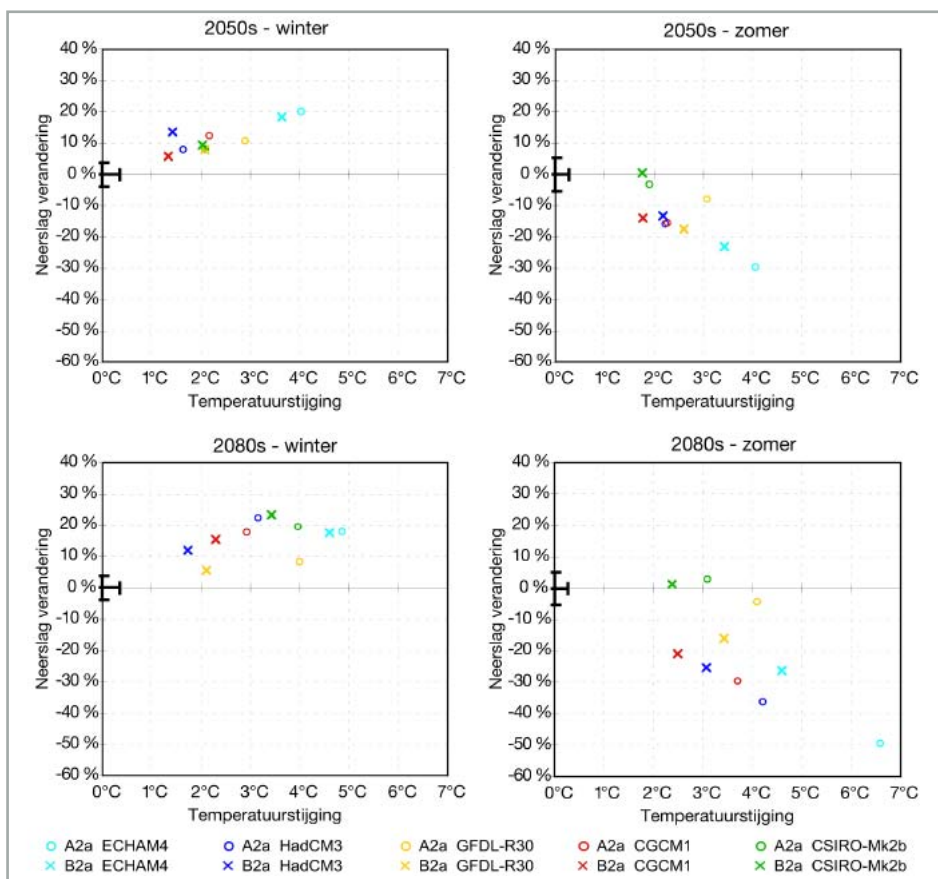 2050s - winter
40 %
30 %
20 %
10 %
0 %
-10 %
-20 %
-30 %
-40 %
-50 %
-60 %
Neerslag verandering
0°C 1°C 2°C 3°C 4°C 5°C 6°C 7°C
Temperatuurstijging
2050s - zomer
40 %
30 %
20 %
10 %
0 %
-10 %
-20 %
-30 %
-40 %
-50 %
-60 %
Neerslag verandering
0°C 1°C 2°C 3°C 4°C 5°C 6°C 7°C
Temperatuurstijging
2080s - winter
40 %
30 %
20 %
10 %
0 %
-10 %
-20 %
-30 %
-40 %
-50 %
-60 %
Neerslag verandering
0°C 1°C 2°C 3°C 4°C 5°C 6°C 7°C
Temperatuurstijging
2080s - zomer
40 %
30 %
20 %
10 %
0 %
-10 %
-20 %
-30 %
-40 %
-50 %
-60 %
Neerslag verandering
0°C 1°C 2°C 3°C 4°C 5°C 6°C 7°C
Temperatuurstijging
A2a ECHAM4 A2a HadCM3 A2a GFDL-R30 A2a CGCM1 A2a CSIRO-Mk2b
B2a ECHAM4 B2a HadCM3 B2a GFDL-R30 B2a CGCM1 B2a CSIRO-Mk2b